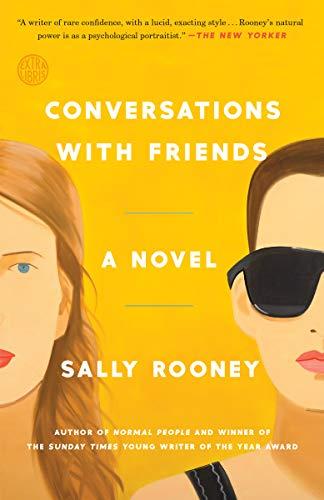 "A writer of rare confidence, with a lucid, exacting style . . . Rooney's natural
power is as a psychological portraitist." —THE NEW YORKER
EXTRA
LIBRIS
CONVERSATIONS
WITH FRIENDS
A NOVEL
SALLY ROONEY
AUTHOR OF NORMAL PEOPLE AND WINNER OF
THE SUNDAY TIMES YOUNG WRITER OF THE YEAR AWARD